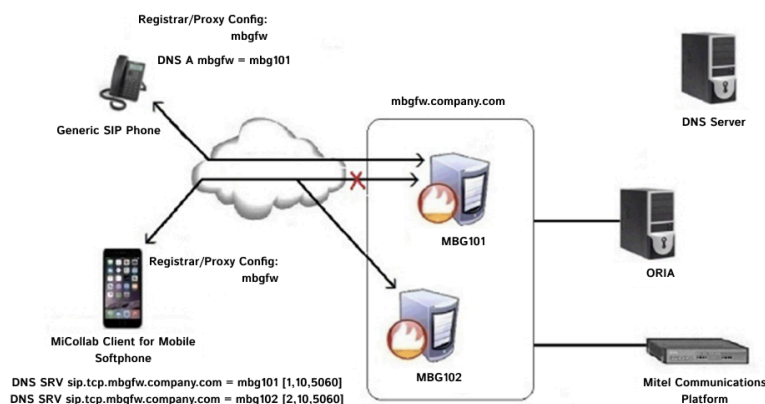 Registrar/Proxy Config:
mbgfw
DNS A mbgfw = mbg101
Generic SIP Phone
mbgfw.company.com
DNS Server
MBG101
ORIA
Registrar/Proxy Config:
mbgfw
MiCollab Client for Mobile
Softphone
MBG102
Mitel Communications
Platform
DNS SRV sip.tcp.mbgfw.company.com = mbg101 [1,10,5060]
DNS SRV sip.tcp.mbgfw.company.com = mbg102 [2,10,5060]